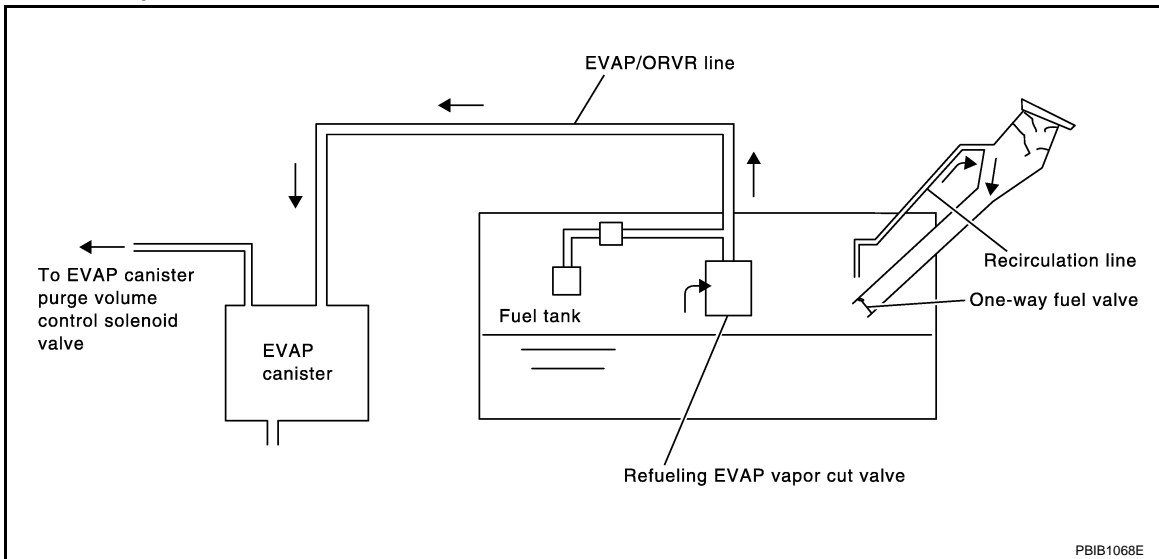 EVAP/ORVR line
To EVAP canister
purge volume
control solenoid
valve
EVAP
canister
Fuel tank
Recirculation line
One-way fuel valve
Refueling EVAP vapor cut valve
PBIB1068E